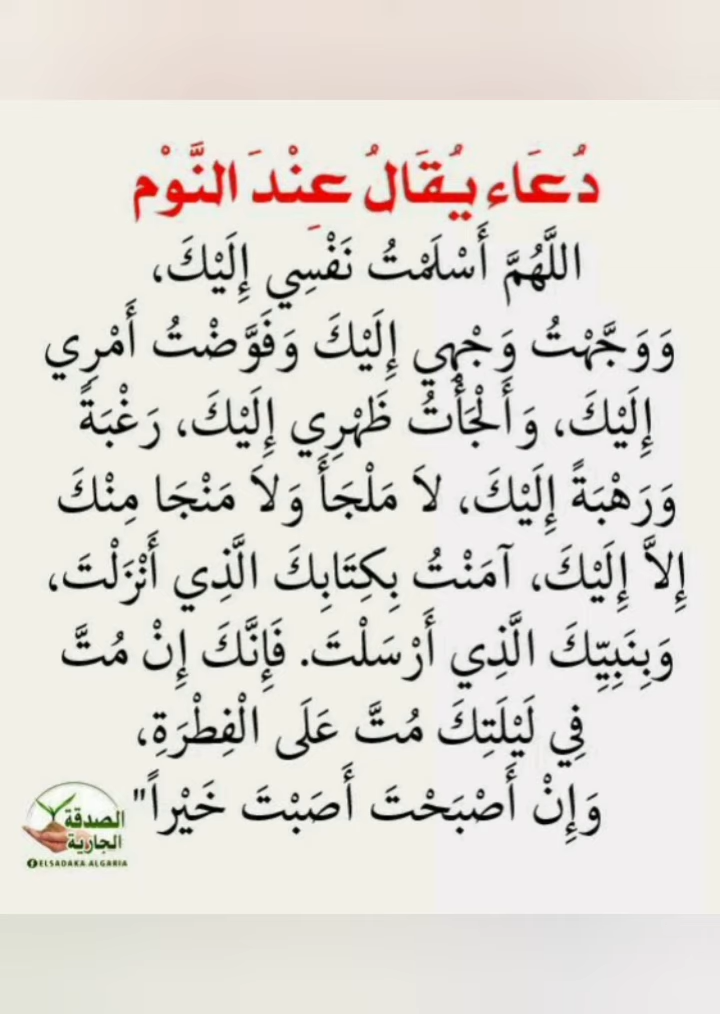 دُعَاء يُقَالُ عِنْدَ النَّوْم
اللَّهُمَّ أَسْلَمْتُ نَفْسِي إِلَيْكَ،
وَوَجَّهْتُ وَجْهِي إِلَيْكَ وَفَوَّضْتُ أَمْرِي
إِلَيْكَ، وَأَلْجَأْتُ ظَهْرِي إِلَيْكَ، رَغْبَةً
وَرَهْبَةً إِلَيْكَ، لاَ مَلْجَأَ وَلاَ مَنْجَا مِنْكَ
إِلاَّ إِلَيْكَ، آمَنْتُ بِكِتَابِكَ الَّذِي أَنْزَلْتَ،
وَبِنَبِيِّكَ الَّذِي أَرْسَلْتَ. فَإِنَّكَ إِنْ مُتَّ
فِي لَيْلَتِكَ مُتَّ عَلَى الْفِطْرَةِ،
وَإِنْ أَصْبَحْتَ أَصَبْتَ خَيْراً"
الصدقة
الجارية
ELSADAKA.ALGARIA